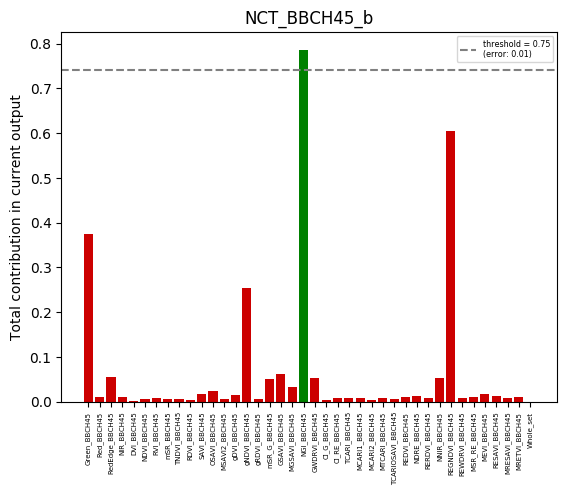 NCT_BBCH45_b
threshold = 0.75
(error: 0.01)
Total contribution in current output
0.8
0.7
0.6
0.5
0.4
0.3
0.2
0.1
0.0
Green_BBCH45
Red_BBCH45
RedEdge_BBCH45
NIR_BBCH45
DVI_BBCH45
NDVI_BBCH45
RVI_BBCH45
mSR_BBCH45
TNDVI_BBCH45
RDVI_BBCH45
SAVI_BBCH45
OSAVI_BBCH45
MSAVI2_BBCH45
gDVI_BBCH45
gNDVI_BBCH45
gRDVI_BBCH45
mSR_G_BBCH45
GSAVI_BBCH45
MGSAVI_BBCH45
NGI_BBCH45
GWDRVI_BBCH45
CI_G_BBCH45
CI_RE_BBCH45
TCARI_BBCH45
MCARI1_BBCH45
MCARI2_BBCH45
MTCARI_BBCH45
TCARIOSAVI_BBCH45
REDVI_BBCH45
NDRE_BBCH45
RERDVI_BBCH45
NNIR_BBCH45
REGNDVI_BBCH45
REWDRVI_BBCH45
MSR_RE_BBCH45
MEVI_BBCH45
RESAVI_BBCH45
MRESAVI_BBCH45
MRETVI_BBCH45
Whole_set